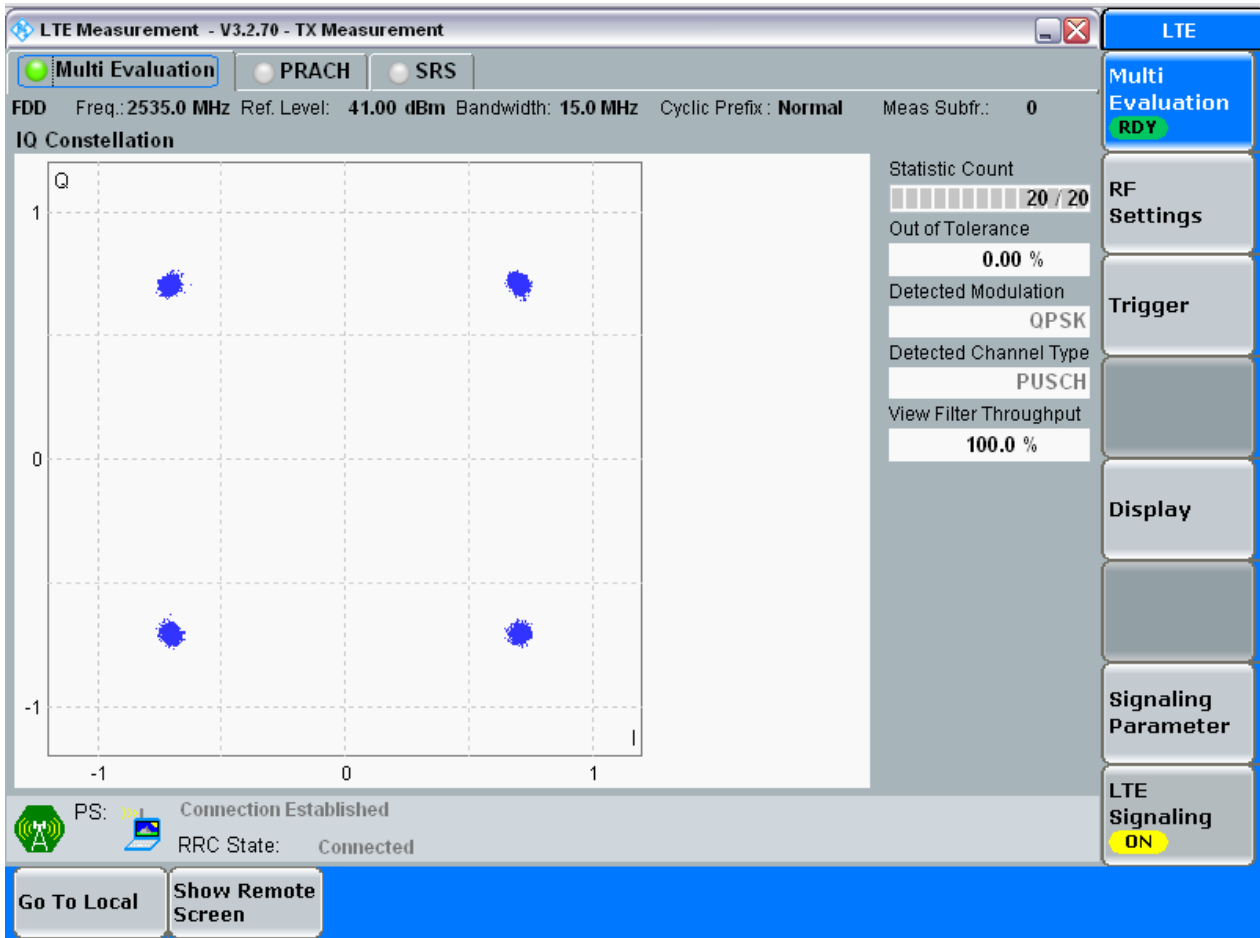 LTE Measurement - V3.2.70 - TX Measurement
LTE
Multi Evaluation PRACH SRS
Multi
Evaluation
RDY
FDD Freq.: 2535.0 MHz Ref. Level: 41.00 dBm Bandwidth: 15.0 MHz Cyclic Prefix : Normal Meas Subfr.: 0
IQ Constellation
Q
1
0
-1
I
-1 0 1
Statistic Count
20 / 20
Out of Tolerance
0.00 %
Detected Modulation
QPSK
Detected Channel Type
PUSCH
View Filter Throughput
100.0 %
RF
Settings
Trigger
Display
Signaling
Parameter
LTE
Signaling
ON
PS: Connection Established
RRC State: Connected
Go To Local
Show Remote
Screen